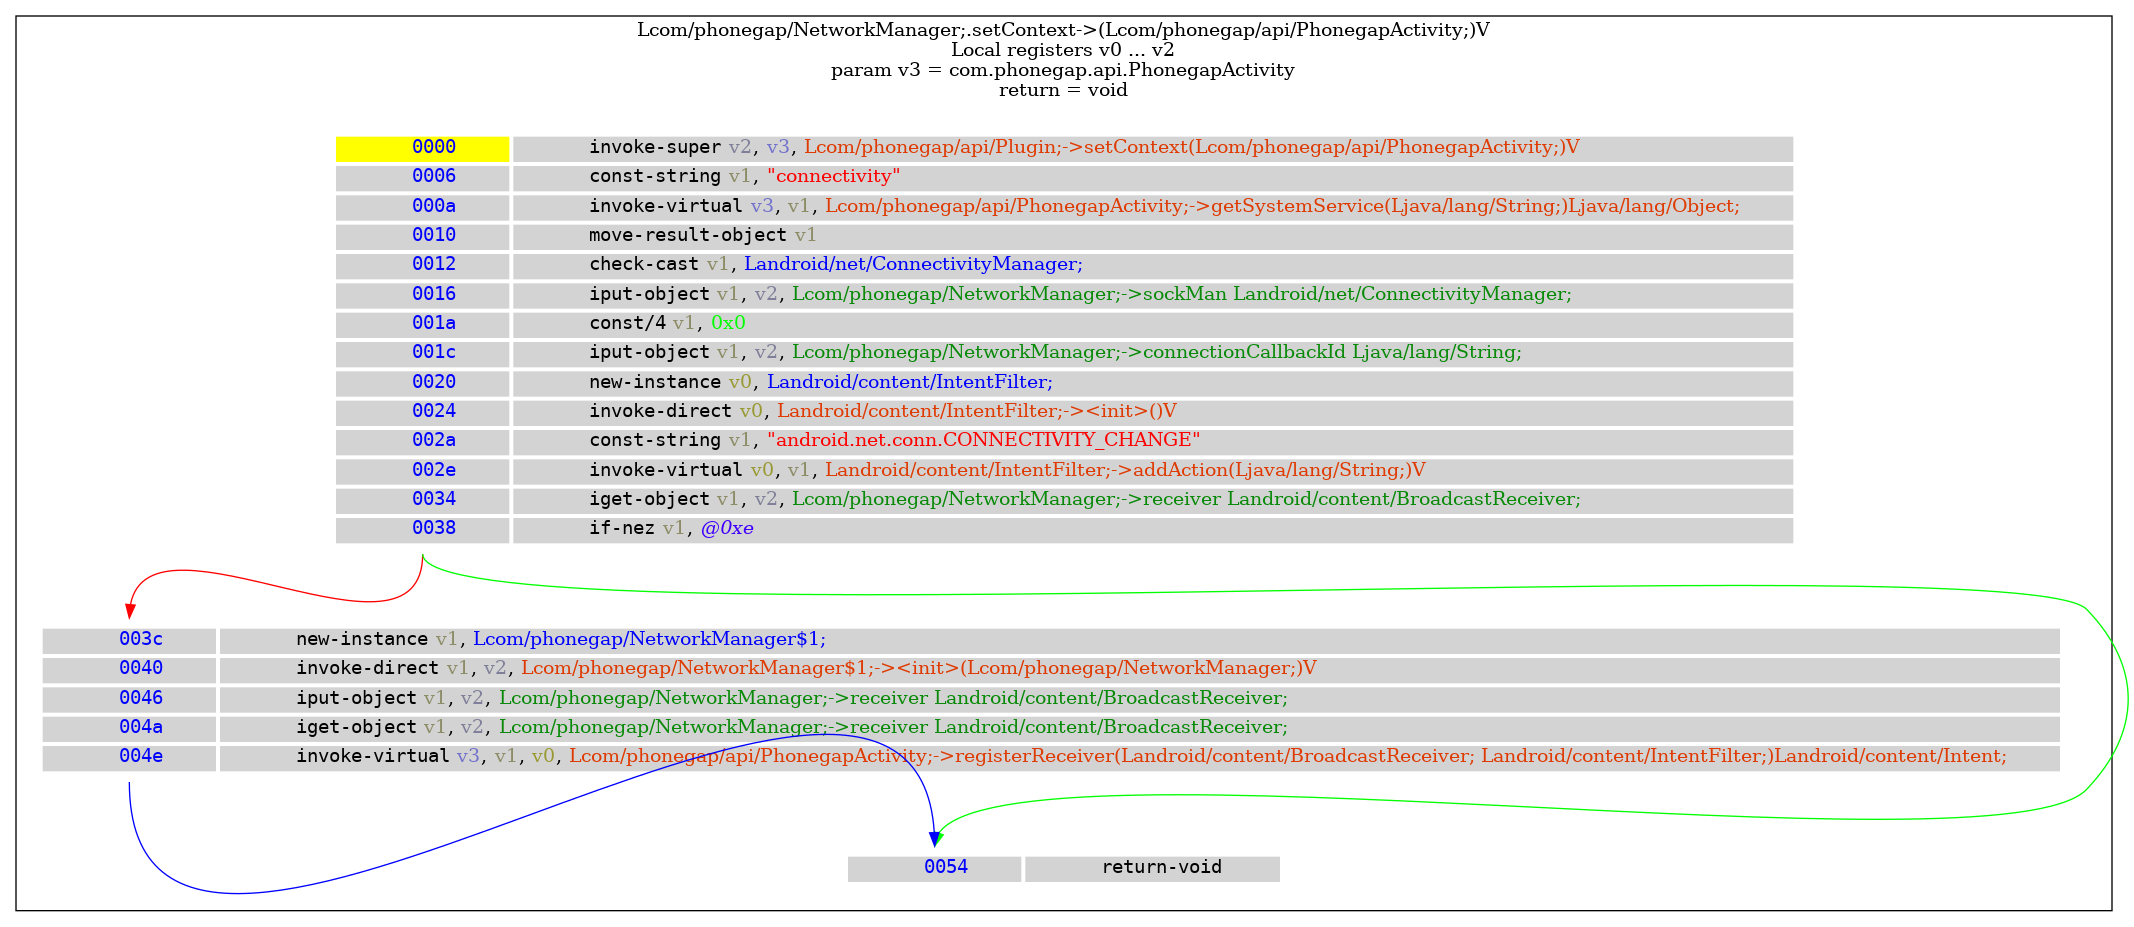 Lcom/phonegap/NetworkManager;.setContext->(Lcom/phonegap/api/PhonegapActivity;)V
Local registers v0 ... v2
param v3 = com.phonegap.api.PhonegapActivity
return = void
0000 invoke-super v2, v3, Lcom/phonegap/api/Plugin;->setContext(Lcom/phonegap/api/PhonegapActivity;)V
0006 const-string v1, "connectivity"
000a invoke-virtual v3, v1, Lcom/phonegap/api/PhonegapActivity;->getSystemService(Ljava/lang/String;)Ljava/lang/Object;
0010 move-result-object v1
0012 check-cast v1, Landroid/net/ConnectivityManager;
0016 iput-object v1, v2, Lcom/phonegap/NetworkManager;->sockMan Landroid/net/ConnectivityManager;
001a const/4 v1, 0x0
001c iput-object v1, v2, Lcom/phonegap/NetworkManager;->connectionCallbackId Ljava/lang/String;
0020 new-instance v0, Landroid/content/IntentFilter;
0024 invoke-direct v0, Landroid/content/IntentFilter;-><init>()V
002a const-string v1, "android.net.conn.CONNECTIVITY_CHANGE"
002e invoke-virtual v0, v1, Landroid/content/IntentFilter;->addAction(Ljava/lang/String;)V
0034 iget-object v1, v2, Lcom/phonegap/NetworkManager;->receiver Landroid/content/BroadcastReceiver;
0038 if-nez v1, @0xe
003c new-instance v1, Lcom/phonegap/NetworkManager$1;
0040 invoke-direct v1, v2, Lcom/phonegap/NetworkManager$1;-><init>(Lcom/phonegap/NetworkManager;)V
0046 iput-object v1, v2, Lcom/phonegap/NetworkManager;->receiver Landroid/content/BroadcastReceiver;
004a iget-object v1, v2, Lcom/phonegap/NetworkManager;->receiver Landroid/content/BroadcastReceiver;
004e invoke-virtual v3, v1, v0, Lcom/phonegap/api/PhonegapActivity;->registerReceiver(Landroid/content/BroadcastReceiver; Landroid/content/IntentFilter;)Landroid/content/Intent;
0054 return-void